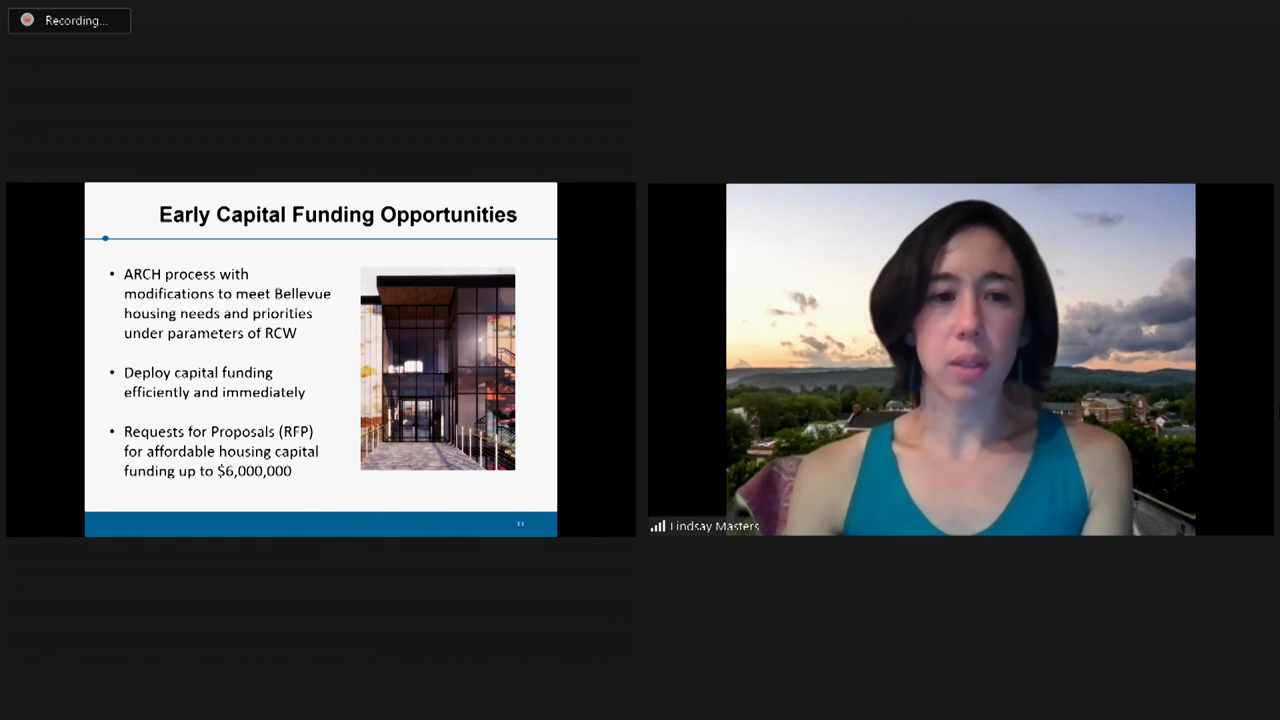 Recording...
Early Capital Funding Opportunities
• ARCH process with
modifications to meet Bellevue
housing needs and priorities
under parameters of RCW
• Deploy capital funding
efficiently and immediately
• Requests for Proposals (RFP)
for affordable housing capital
funding up to $6,000,000
11
Lindsay Masters